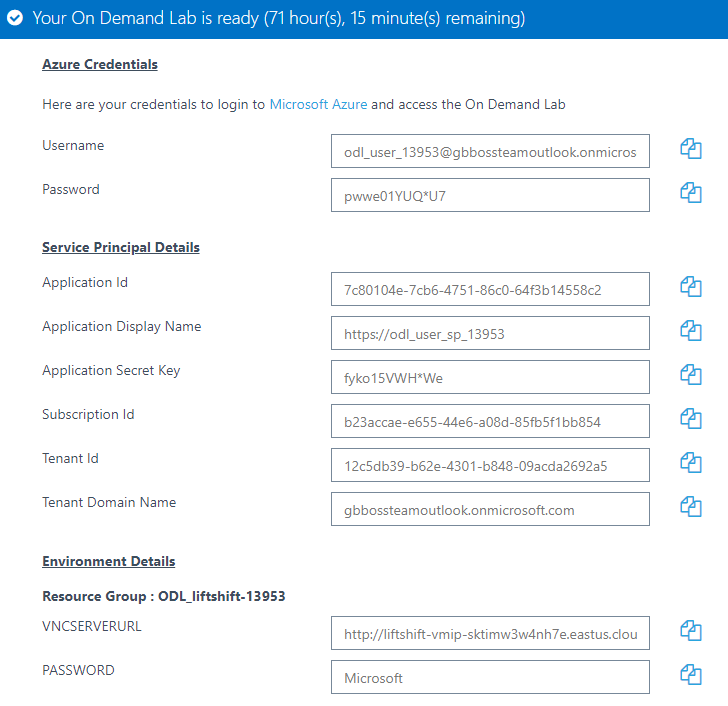 Your On Demand Lab is ready (71 hour(s), 15 minute(s) remaining)
Azure Credentials
Here are your credentials to login to Microsoft Azure and access the On Demand Lab
Username odl_user_13953@gbbossteamoutlook.onmicros
Password pwwe01YUQ*U7
Service Principal Details
Application Id 7c80104e-7cb6-4751-86c0-64f3b14558c2
Application Display Name https://odl_user_sp_13953
Application Secret Key fyko15VWH*We
Subscription Id b23accae-e655-44e6-a08d-85fb5f1bb854
Tenant Id 12c5db39-b62e-4301-b848-09acda2692a5
Tenant Domain Name gbbossteamoutlook.onmicrosoft.com
Environment Details
Resource Group : ODL_liftshift-13953
VNCSERVERURL http://liftshift-vmip-sktimw3w4nh7e.eastus.clou
PASSWORD Microsoft